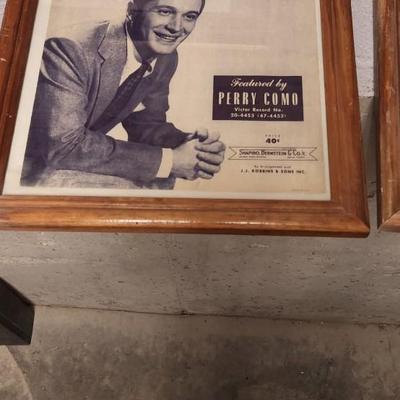 Featured by
PERRY COMO
Victor Record No.
20-4453 (47-4453)
PRICE
40¢
SHAPIRO, BERNSTEIN & CO.
By Arrangement with
J.J. ROBBINS & SONS INC.